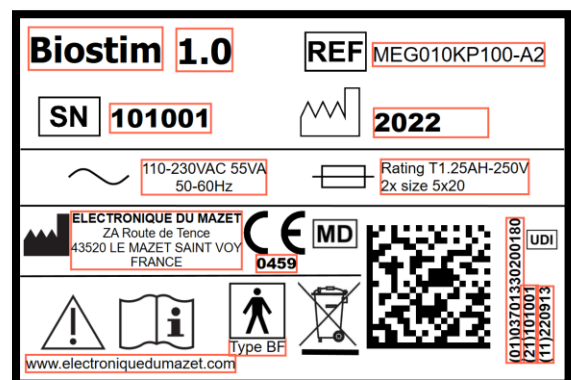 Biostim 1.0
REF MEG010KP100-A2
SN 101001
2022
110-230VAC 55VA
50-60Hz
Rating T1.25AH-250V
2x size 5x20
ELECTRONIQUE DU MAZET
ZA Route de Tence
43520 LE MAZET SAINT VOY
FRANCE
CE
0459
MD
UDI
(01)03701330200180
(21)101001
(11)220913
Type BF
www.electroniquedumazet.com